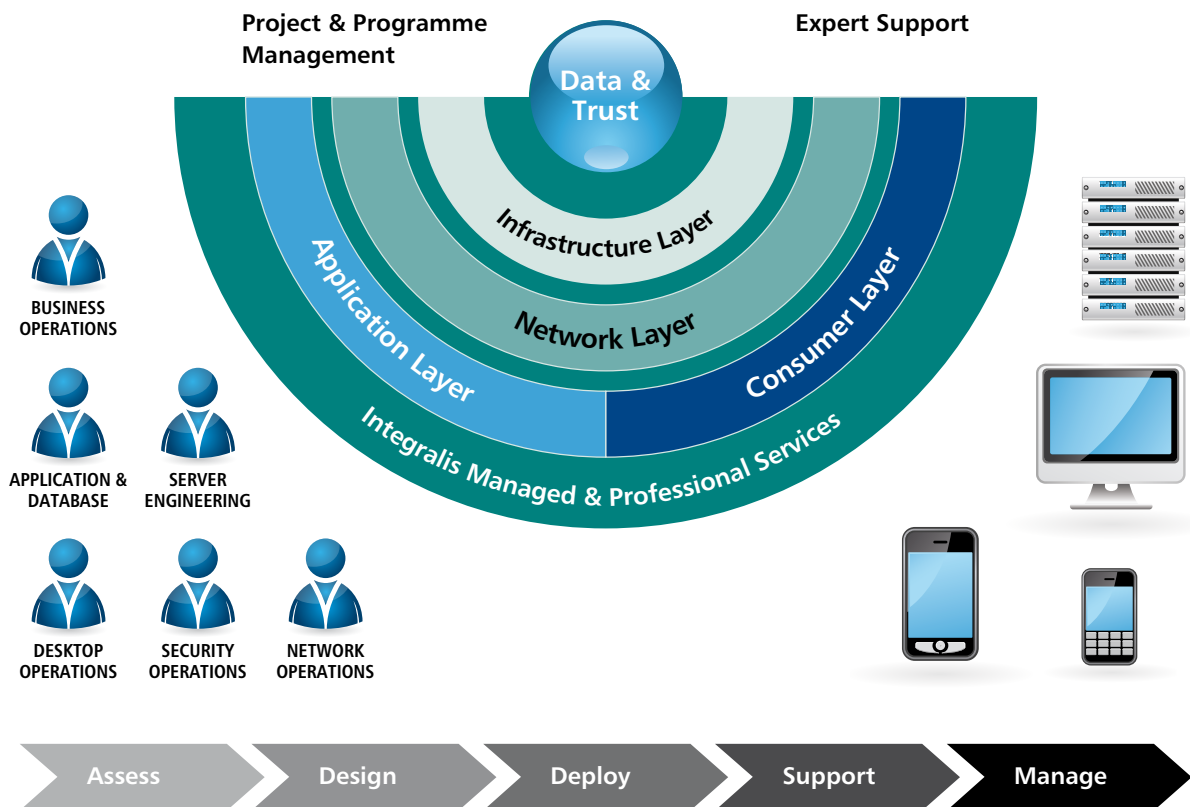 Project & Programme
Management
Expert Support
Data &
Trust
Infrastructure Layer
Network Layer
Application Layer
Consumer Layer
Integralis Managed & Professional Services
BUSINESS
OPERATIONS
APPLICATION &
DATABASE
SERVER
ENGINEERING
DESKTOP
OPERATIONS
SECURITY
OPERATIONS
NETWORK
OPERATIONS
Assess
Design
Deploy
Support
Manage